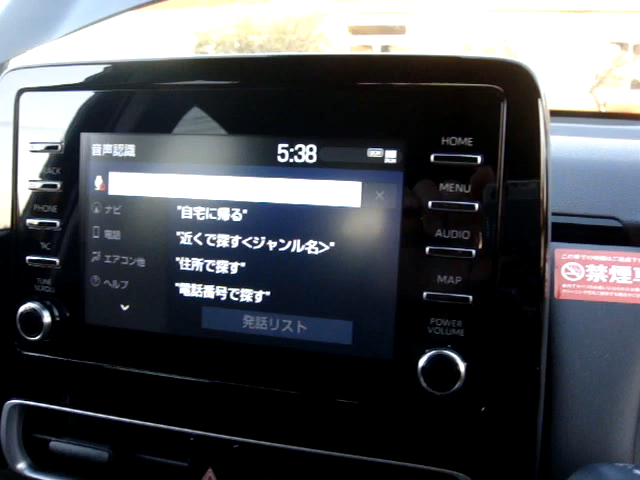 音声認識
5:38
ナビ
電話
エアコン他
ヘルプ
"自宅に帰る"
"近くで探す<ジャンル名>"
"住所で探す"
"電話番号で探す"
発話リスト
PHONE
TUNE
SCROLL
HOME
MENU
AUDIO
MAP
POWER
VOLUME
禁煙